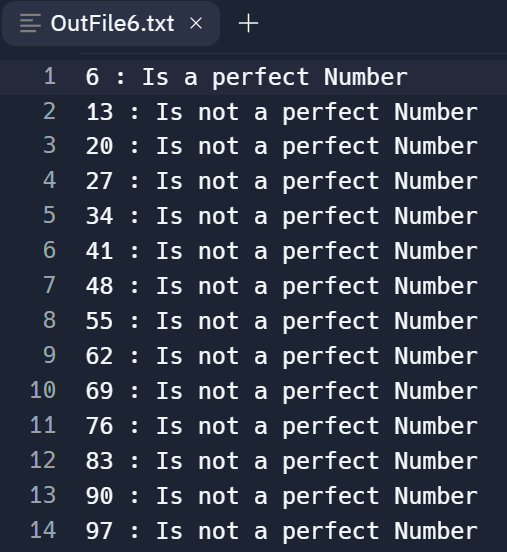 OutFile6.txt × +
1 6 : Is a perfect Number
2 13 : Is not a perfect Number
3 20 : Is not a perfect Number
4 27 : Is not a perfect Number
5 34 : Is not a perfect Number
6 41 : Is not a perfect Number
7 48 : Is not a perfect Number
8 55 : Is not a perfect Number
9 62 : Is not a perfect Number
10 69 : Is not a perfect Number
11 76 : Is not a perfect Number
12 83 : Is not a perfect Number
13 90 : Is not a perfect Number
14 97 : Is not a perfect Number